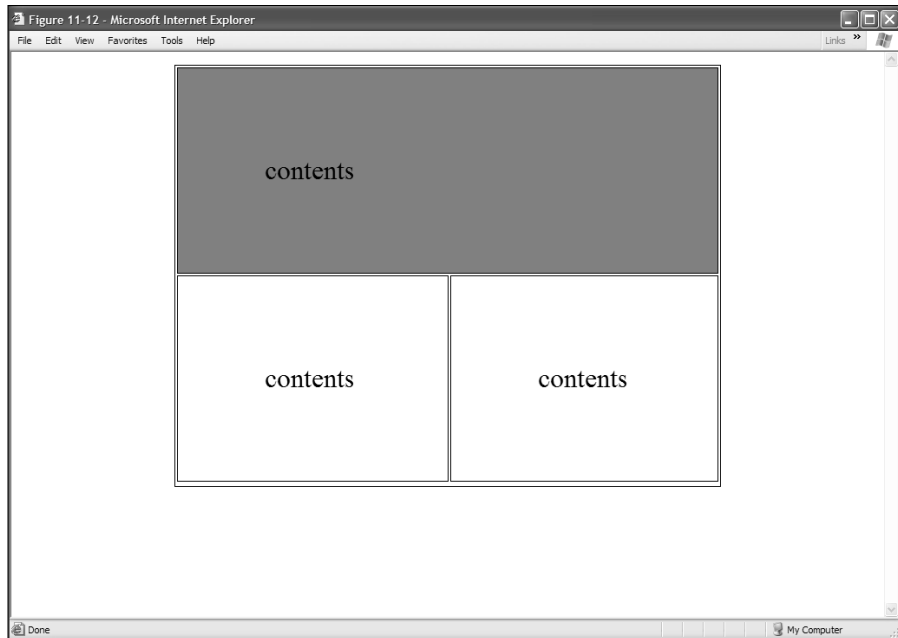 Figure 11-12 - Microsoft Internet Explorer
File Edit View Favorites Tools Help Links »
contents
contents contents
Done My Computer